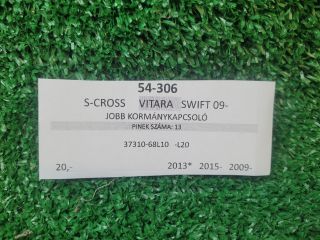 54-306
S-CROSS VITARA SWIFT 09-
JOBB KORMÁNYKAPCSOLÓ
PINEK SZÁMA: 13
37310-68L10 -L20
20,- 2013* 2015- 2009-